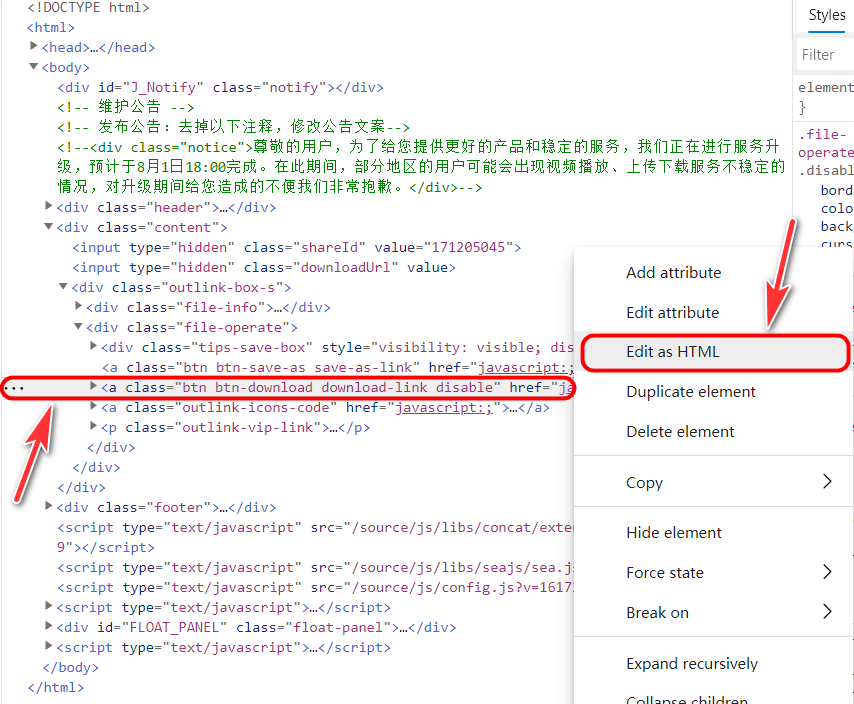 <!DOCTYPE html>
Styles
<html>
<head>…</head>
Filter
<body>
<div id="J_Notify" class="notify"></div>
element
<!-- 维护公告 -->
}
<!-- 发布公告：去掉以下注释，修改公告文案-->
.file-
<!--<div class="notice">尊敬的用户，为了给您提供更好的产品和稳定的服务，我们正在进行服务升
operate
级，预计于8月1日18:00完成。在此期间，部分地区的用户可能会出现视频播放、上传下载服务不稳定的
.disabl
情况，对升级期间给您造成的不便我们非常抱歉。</div>-->
bord
<div class="header">…</div>
colo
<div class="content">
back
<input type="hidden" class="shareId" value="171205045">
curs
<input type="hidden" class="downloadUrl" value>
<div class="outlink-box-s">
<div class="file-info">…</div>
<div class="file-operate">
<div class="tips-save-box" style="visibility: visible; dis
<a class="btn btn-save-as save-as-link" href="javascript:;
... <a class="btn btn-download download-link disable" href="ja
<a class="outlink-icons-code" href="javascript:;">…</a>
<p class="outlink-vip-link">…</p>
</div>
</div>
</div>
<div class="footer">…</div>
<script type="text/javascript" src="/source/js/libs/concat/exte
9"></script>
<script type="text/javascript" src="/source/js/libs/seajs/sea.js
<script type="text/javascript" src="/source/js/config.js?v=1617
<script type="text/javascript">…</script>
<div id="FLOAT_PANEL" class="float-panel">…</div>
<script type="text/javascript">…</script>
</body>
</html>
Add attribute
Edit attribute
Edit as HTML
Duplicate element
Delete element
Copy
Hide element
Force state
Break on
Expand recursively
Collapse children